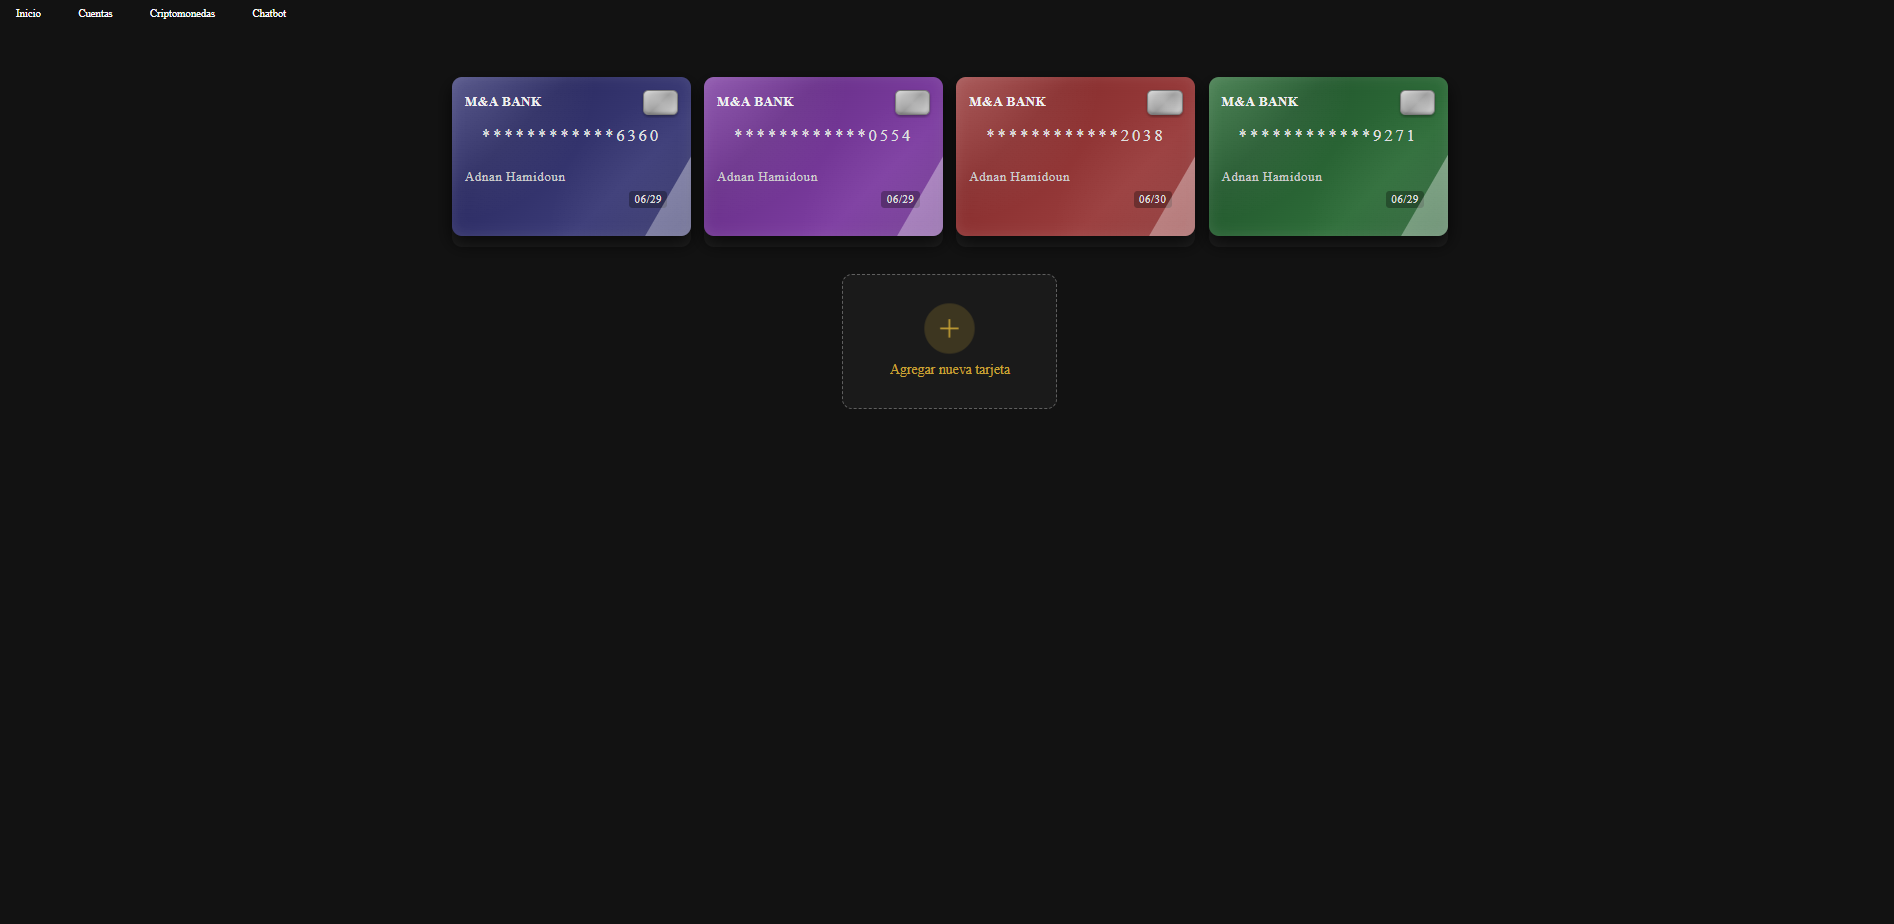 Inicio Cuentas Criptomonedas Chatbot
M&A BANK
************6360
Adnan Hamidoun
06/29
M&A BANK
************0554
Adnan Hamidoun
06/29
M&A BANK
************2038
Adnan Hamidoun
06/30
M&A BANK
************9271
Adnan Hamidoun
06/29
Agregar nueva tarjeta